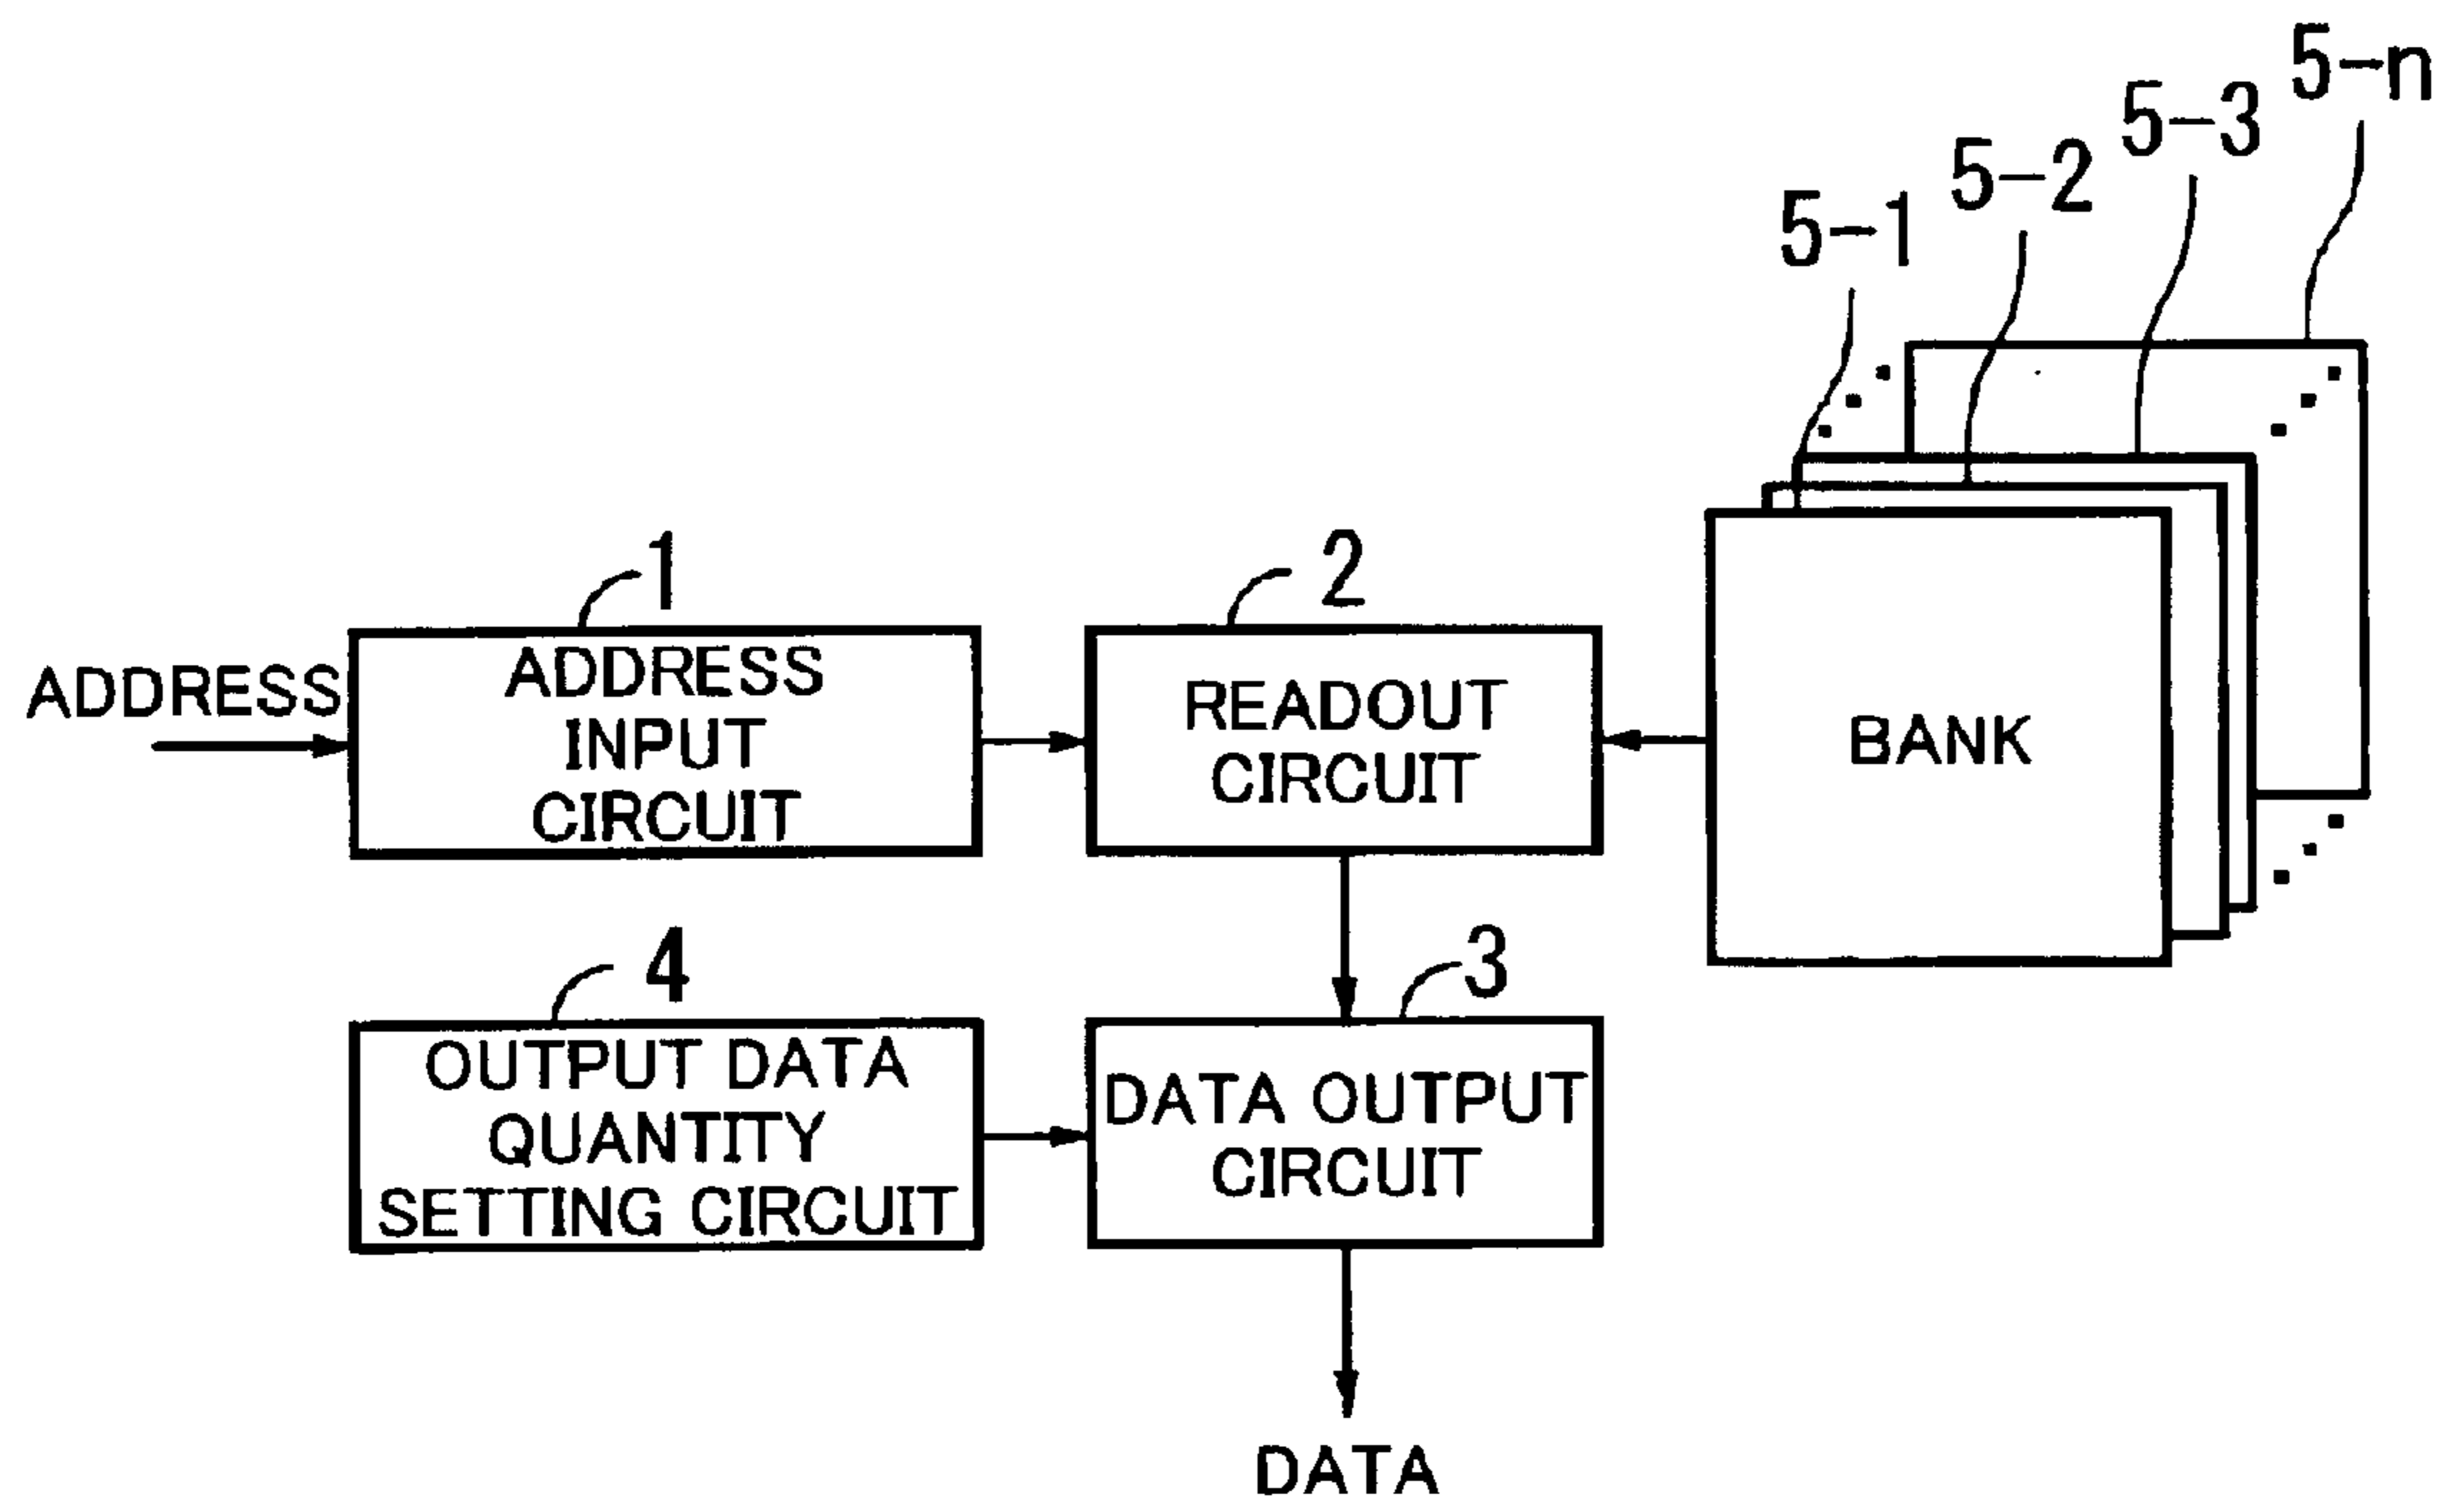 5-n
5-3
5-2
5-1
1
2
ADDRESS
ADDRESS
INPUT
CIRCUIT
READOUT
CIRCUIT
BANK
4
3
OUTPUT DATA
QUANTITY
SETTING CIRCUIT
DATA OUTPUT
CIRCUIT
DATA